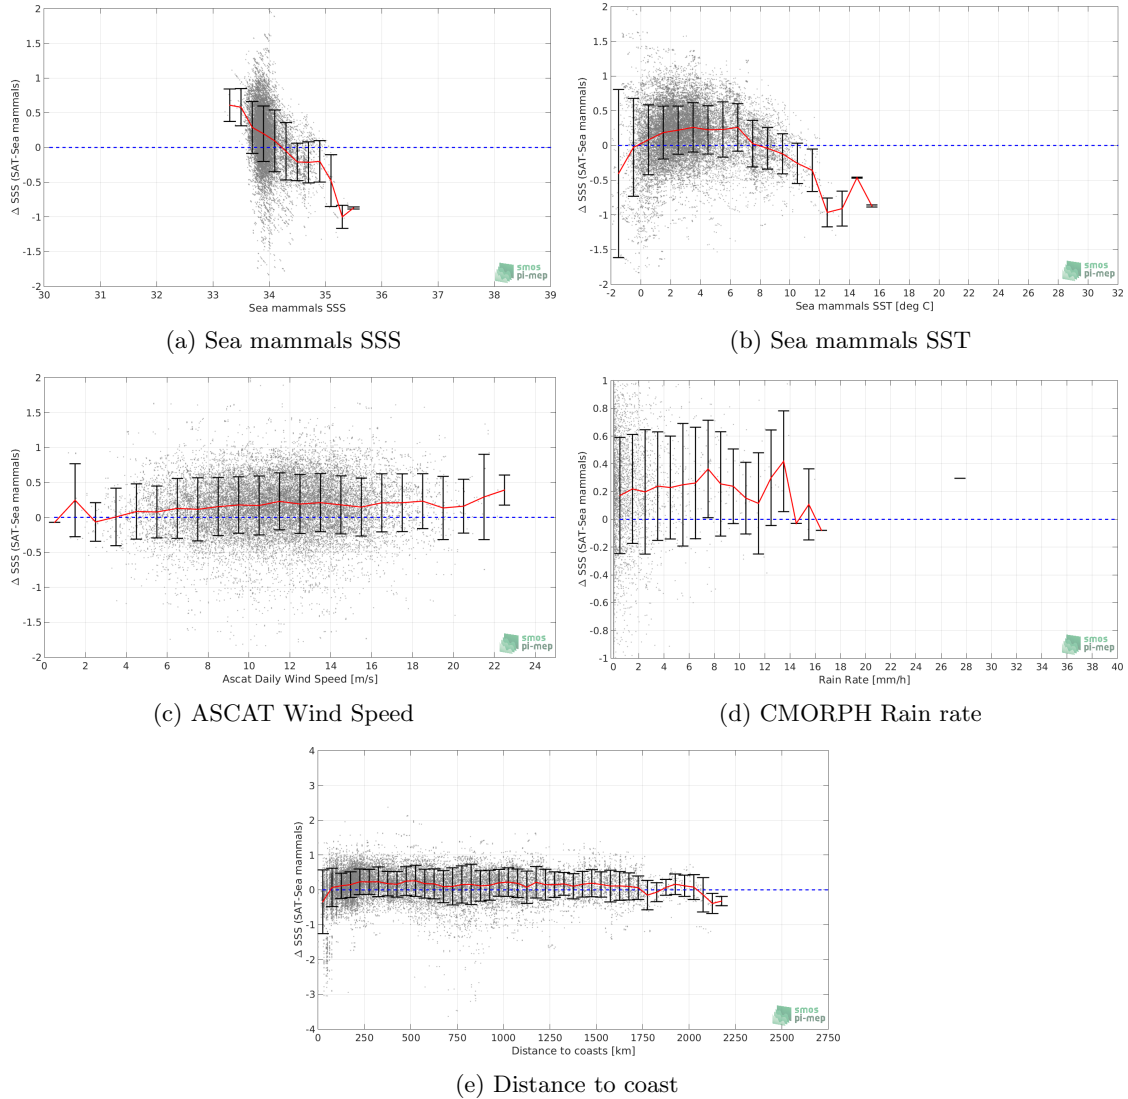 2
1.5
1
0.5
0
-0.5
-1
-1.5
-2
Δ SSS (SAT-Sea mammals)
30 31 32 33 34 35 36 37 38 39
Sea mammals SSS
smos
pi-mep
2
1.5
1
0.5
0
-0.5
-1
-1.5
-2
Δ SSS (SAT-Sea mammals)
-2 0 2 4 6 8 10 12 14 16 18 20 22 24 26 28 30 32
Sea mammals SST [deg C]
smos
pi-mep
(a) Sea mammals SSS
(b) Sea mammals SST
2
1.5
1
0.5
0
-0.5
-1
-1.5
-2
Δ SSS (SAT-Sea mammals)
0 2 4 6 8 10 12 14 16 18 20 22 24
Ascat Daily Wind Speed [m/s]
smos
pi-mep
1
0.8
0.6
0.4
0.2
0
-0.2
-0.4
-0.6
-0.8
-1
Δ SSS (SAT-Sea mammals)
0 2 4 6 8 10 12 14 16 18 20 22 24 26 28 30 32 34 36 38 40
Rain Rate [mm/h]
smos
pi-mep
(c) ASCAT Wind Speed
(d) CMORPH Rain rate
4
3
2
1
0
-1
-2
-3
-4
Δ SSS (SAT-Sea mammals)
0 250 500 750 1000 1250 1500 1750 2000 2250 2500 2750
Distance to coasts [km]
smos
pi-mep
(e) Distance to coast